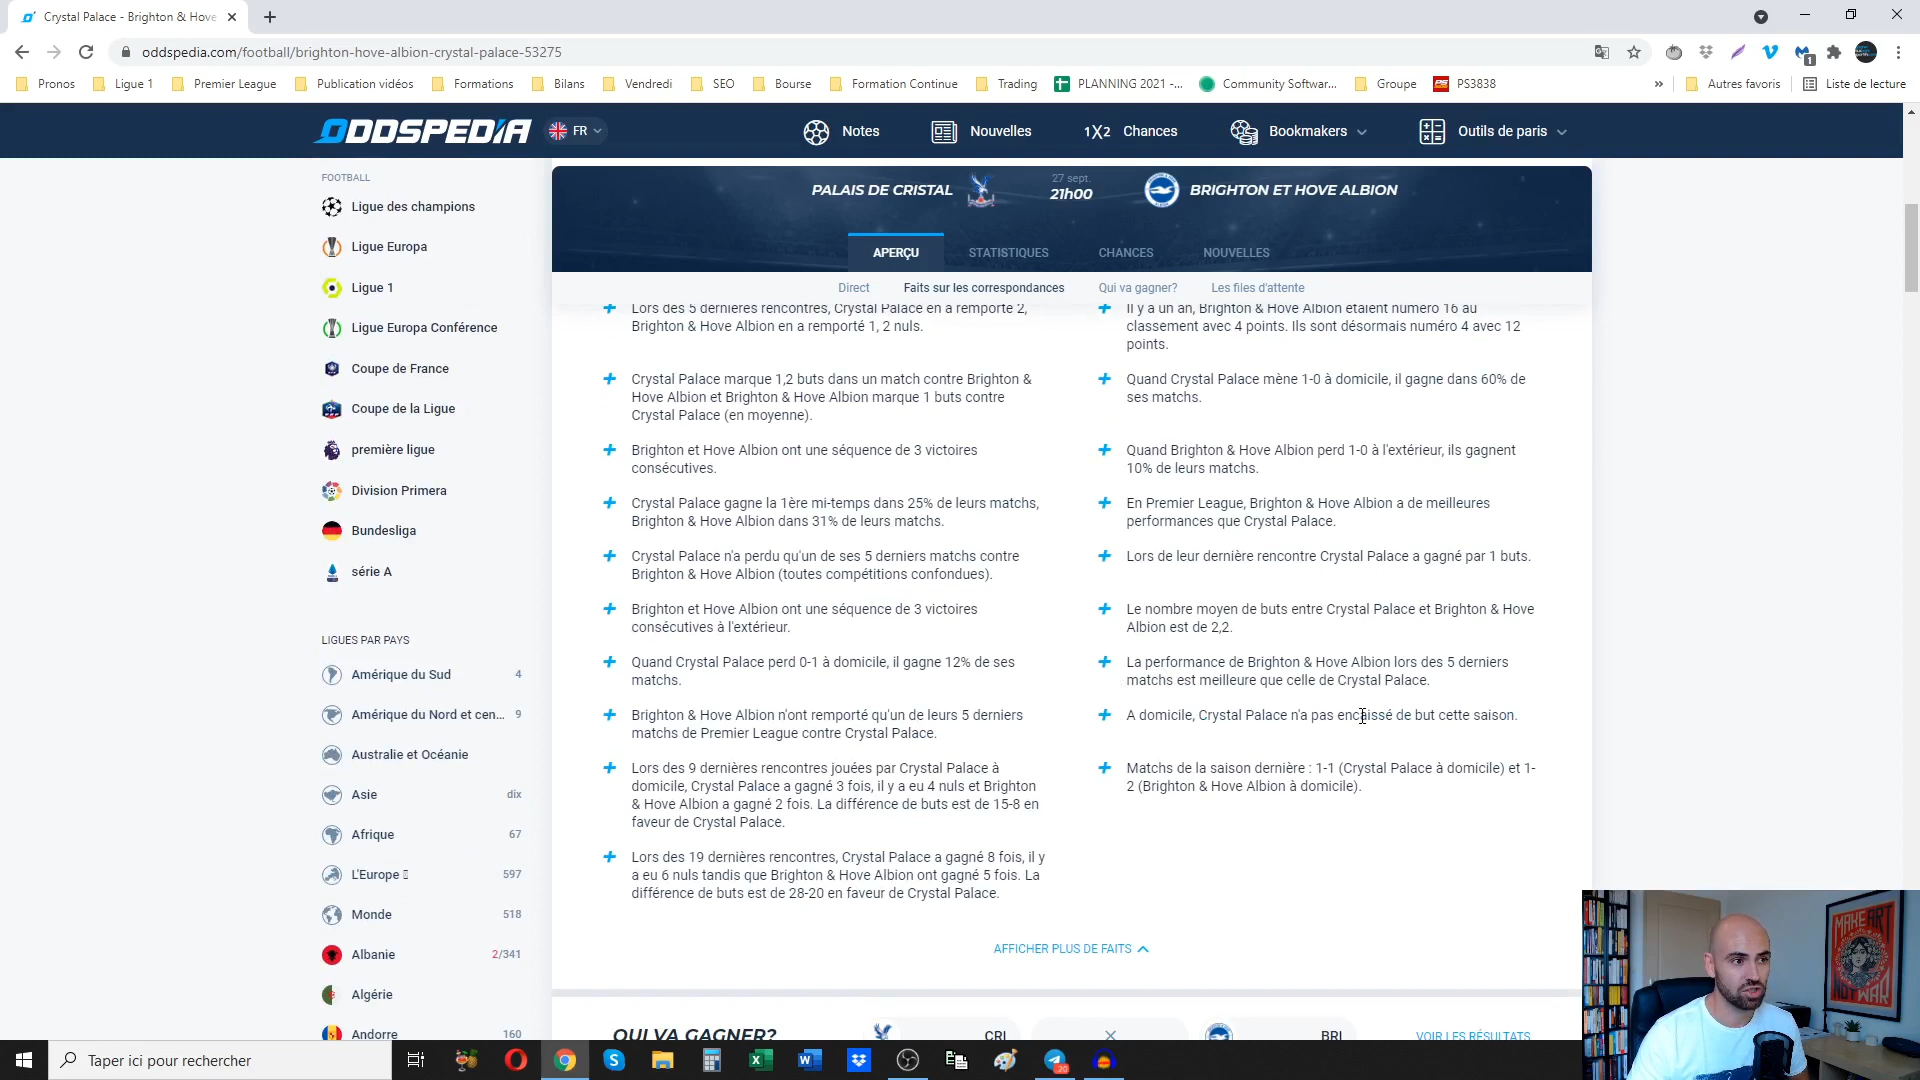 Crystal Palace - Brighton & Hove
oddspedia.com/football/brighton-hove-albion-crystal-palace-53275
1
Pronos
Ligue 1
Premier League
Publication vidéos
Formations
Bilans
Vendredi
SEO
Bourse
Formation Continue
Trading
PLANNING 2021 -...
Community Softwar...
Groupe
PS3838
»
Autres favoris
Liste de lecture
ODDSPEDIA
FR
Notes
Nouvelles
1X2 Chances
Bookmakers
Outils de paris
FOOTBALL
Ligue des champions
Ligue Europa
Ligue 1
Ligue Europa Conférence
Coupe de France
Coupe de la Ligue
première ligue
Division Primera
Bundesliga
série A
LIGUES PAR PAYS
Amérique du Sud 4
Amérique du Nord et cen... 9
Australie et Océanie
Asie dix
Afrique 67
L'Europe 597
Monde 518
Albanie 2/341
Algérie
Andorre 160
PALAIS DE CRISTAL
27 sept.
21h00
BRIGHTON ET HOVE ALBION
APERÇU
STATISTIQUES
CHANCES
NOUVELLES
Direct
Faits sur les correspondances
Qui va gagner?
Les files d'attente
Lors des 5 dernières rencontres, Crystal Palace en a remporté 2,
Brighton & Hove Albion en a remporté 1, 2 nuls.
Crystal Palace marque 1,2 buts dans un match contre Brighton &
Hove Albion et Brighton & Hove Albion marque 1 buts contre
Crystal Palace (en moyenne).
Brighton et Hove Albion ont une séquence de 3 victoires
consécutives.
Crystal Palace gagne la 1ère mi-temps dans 25% de leurs matchs,
Brighton & Hove Albion dans 31% de leurs matchs.
Crystal Palace n'a perdu qu'un de ses 5 derniers matchs contre
Brighton & Hove Albion (toutes compétitions confondues).
Brighton et Hove Albion ont une séquence de 3 victoires
consécutives à l'extérieur.
Quand Crystal Palace perd 0-1 à domicile, il gagne 12% de ses
matchs.
Brighton & Hove Albion n'ont remporté qu'un de leurs 5 derniers
matchs de Premier League contre Crystal Palace.
Lors des 9 dernières rencontres jouées par Crystal Palace à
domicile, Crystal Palace a gagné 3 fois, il y a eu 4 nuls et Brighton
& Hove Albion a gagné 2 fois. La différence de buts est de 15-8 en
faveur de Crystal Palace.
Lors des 19 dernières rencontres, Crystal Palace a gagné 8 fois, il y
a eu 6 nuls tandis que Brighton & Hove Albion ont gagné 5 fois. La
différence de buts est de 28-20 en faveur de Crystal Palace.
Il y a un an, Brighton & Hove Albion étaient numéro 16 au
classement avec 4 points. Ils sont désormais numéro 4 avec 12
points.
Quand Crystal Palace mène 1-0 à domicile, il gagne dans 60% de
ses matchs.
Quand Brighton & Hove Albion perd 1-0 à l'extérieur, ils gagnent
10% de leurs matchs.
En Premier League, Brighton & Hove Albion a de meilleures
performances que Crystal Palace.
Lors de leur dernière rencontre Crystal Palace a gagné par 1 buts.
Le nombre moyen de buts entre Crystal Palace et Brighton & Hove
Albion est de 2,2.
La performance de Brighton & Hove Albion lors des 5 derniers
matchs est meilleure que celle de Crystal Palace.
A domicile, Crystal Palace n'a pas encaissé de but cette saison.
Matchs de la saison dernière : 1-1 (Crystal Palace à domicile) et 1-
2 (Brighton & Hove Albion à domicile).
AFFICHER PLUS DE FAITS
QUI VA GAGNER?
CRI
BRI
VOIR LES RÉSULTATS
MAKE ART
NOT WAR
Taper ici pour rechercher
20